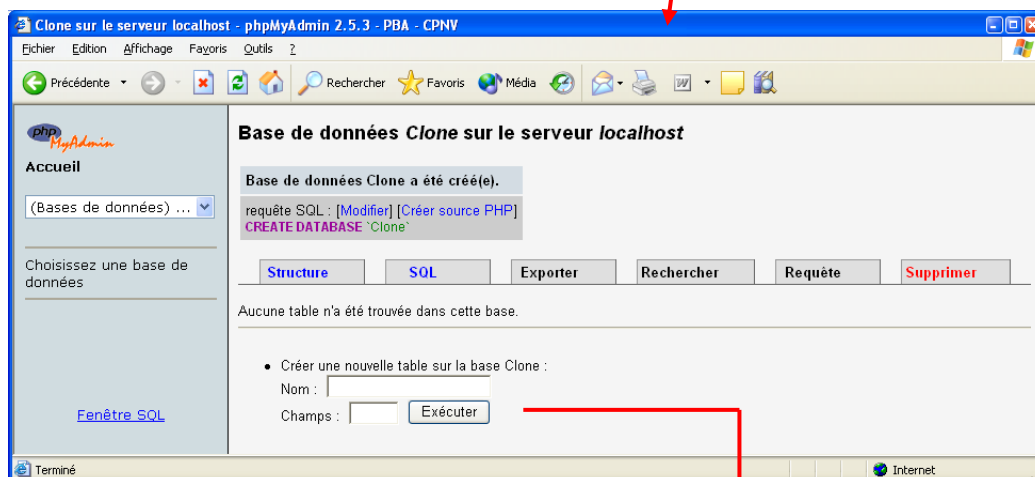 Clone sur le serveur localhost - phpMyAdmin 2.5.3 - PBA - CPNV
Fichier Edition Affichage Favoris Outils ?
Précédente Rechercher Favoris Média
php
MyAdmin
Accueil
(Bases de données) ...
Choisissez une base de
données
Fenêtre SQL
Base de données Clone sur le serveur localhost
Base de données Clone a été créé(e).
requête SQL : [Modifier] [Créer source PHP]
CREATE DATABASE `Clone`
Structure SQL Exporter Rechercher Requête Supprimer
Aucune table n'a été trouvée dans cette base.
• Créer une nouvelle table sur la base Clone :
Nom :
Champs : Exécuter
Terminé Internet